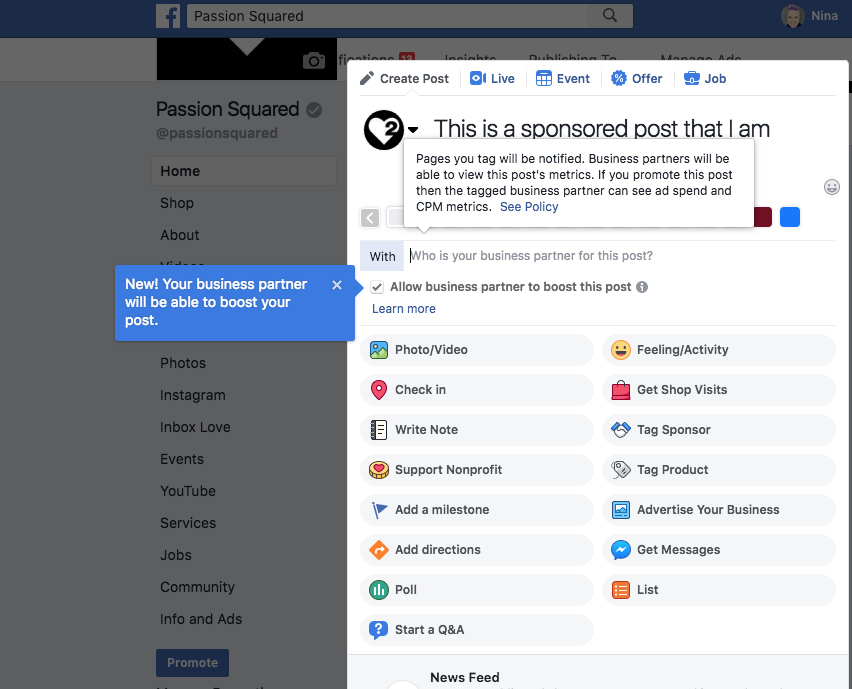 Passion Squared
Nina
Insights
Publishing To
Manage Ads
13
Passion Squared
@passionsquared
Home
Shop
About
Videos
Photos
Instagram
Inbox Love
Events
YouTube
Services
Jobs
Community
Info and Ads
Promote
New! Your business partner
will be able to boost your
post.
Create Post
Live
Event
Offer
Job
2
This is a sponsored post that I am
Pages you tag will be notified. Business partners will be
able to view this post's metrics. If you promote this post
then the tagged business partner can see ad spend and
CPM metrics. See Policy
With
Who is your business partner for this post?
Allow business partner to boost this post
Learn more
Photo/Video
Feeling/Activity
Check in
Get Shop Visits
Write Note
Tag Sponsor
Support Nonprofit
Tag Product
Add a milestone
Advertise Your Business
Add directions
Get Messages
Poll
List
Start a Q&A
News Feed